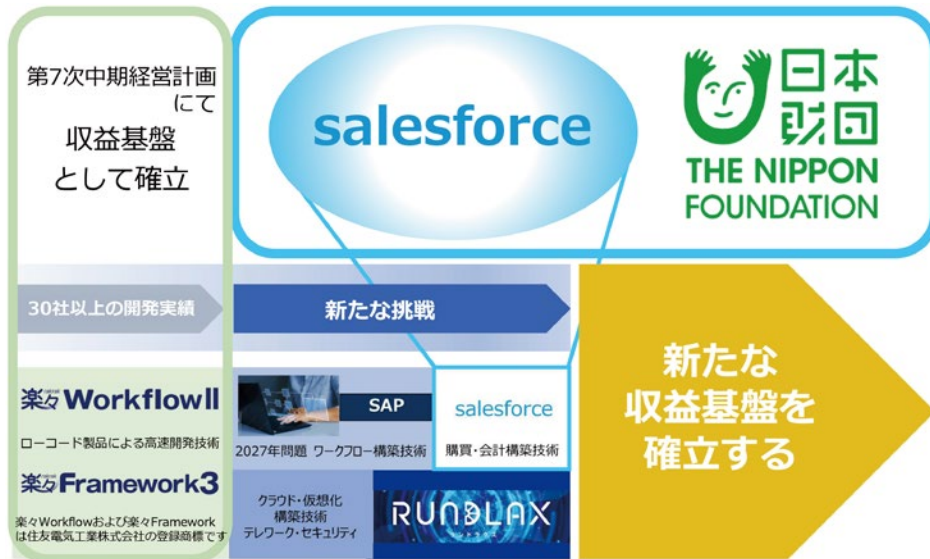 第7次中期経営計画
にて
収益基盤
として確立
salesforce
日本
財団
THE NIPPON
FOUNDATION
30社以上の開発実績
新たな挑戦
新たな
収益基盤を
確立する
楽々WorkflowII
ローコード製品による高速開発技術
楽々Framework3
楽々Workflowおよび楽々Framework
は住友電気工業株式会社の登録商標です
SAP
2027年問題 ワークフロー構築技術
salesforce
購買・会計構築技術
クラウド・仮想化
構築技術
テレワーク・セキュリティ
RUNDLAX